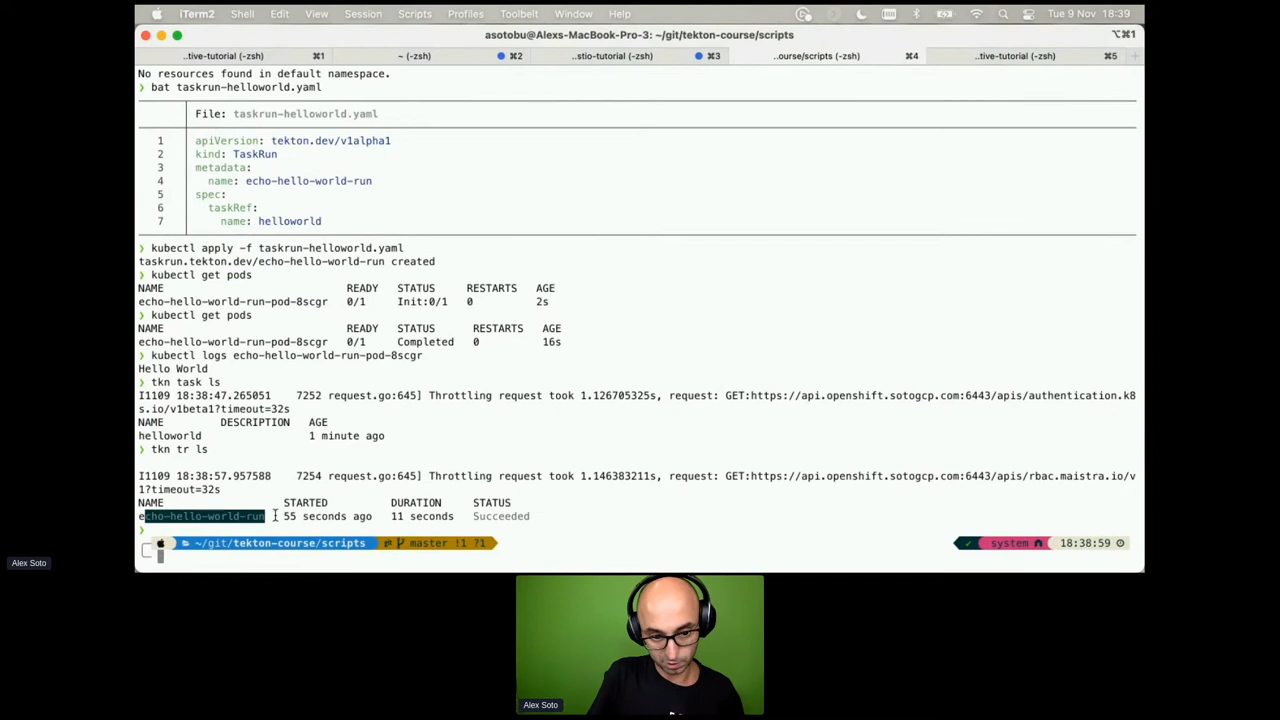 iTerm2 Shell Edit View Session Scripts Profiles Toolbelt Window Help Tue 9 Nov 18:39
asotobu@Alexs-MacBook-Pro-3: ~/git/tekton-course/scripts ⌥⌘1
..tive-tutorial (-zsh) ⌘1 ~ (-zsh) ⌘2 ..stio-tutorial (-zsh) ⌘3 ..ourse/scripts (-zsh) ⌘4 ..tive-tutorial (-zsh) ⌘5
No resources found in default namespace.
❯ bat taskrun-helloworld.yaml
File: taskrun-helloworld.yaml
1 apiVersion: tekton.dev/v1alpha1
2 kind: TaskRun
3 metadata:
4 name: echo-hello-world-run
5 spec:
6 taskRef:
7 name: helloworld
❯ kubectl apply -f taskrun-helloworld.yaml
taskrun.tekton.dev/echo-hello-world-run created
❯ kubectl get pods
NAME READY STATUS RESTARTS AGE
echo-hello-world-run-pod-8scgr 0/1 Init:0/1 0 2s
❯ kubectl get pods
NAME READY STATUS RESTARTS AGE
echo-hello-world-run-pod-8scgr 0/1 Completed 0 16s
❯ kubectl logs echo-hello-world-run-pod-8scgr
Hello World
❯ tkn task ls
I1109 18:38:47.265051 7252 request.go:645] Throttling request took 1.126705325s, request: GET:https://api.openshift.sotogcp.com:6443/apis/authentication.k8
s.io/v1beta1?timeout=32s
NAME DESCRIPTION AGE
helloworld 1 minute ago
❯ tkn tr ls
I1109 18:38:57.957588 7254 request.go:645] Throttling request took 1.146383211s, request: GET:https://api.openshift.sotogcp.com:6443/apis/rbac.maistra.io/v
1?timeout=32s
NAME STARTED DURATION STATUS
echo-hello-world-run 55 seconds ago 11 seconds Succeeded
❯
~/git/tekton-course/scripts master !1 ?1 ✓ system 18:38:59
Alex Soto
Alex Soto